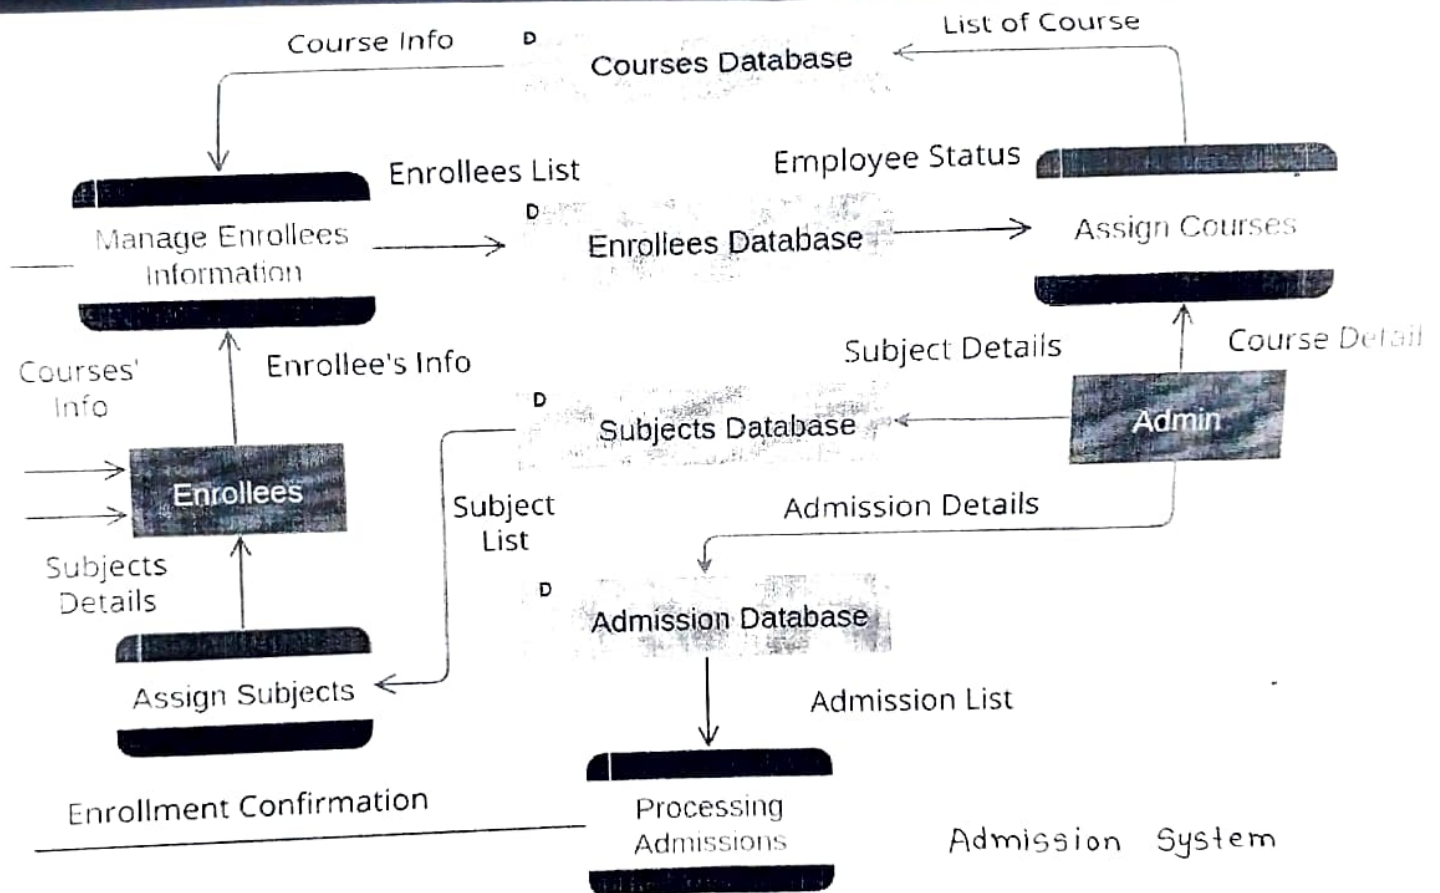 Course Info
D
Courses Database
List of Course
Enrollees List
Employee Status
Manage Enrollees
Information
D
Enrollees Database
Assign Courses
Courses'
Info
Enrollee's Info
Subject Details
Course Detail
D
Subjects Database
Admin
Enrollees
Subject
List
Admission Details
Subjects
Details
D
Admission Database
Assign Subjects
Admission List
Enrollment Confirmation
Processing
Admissions
Admission System